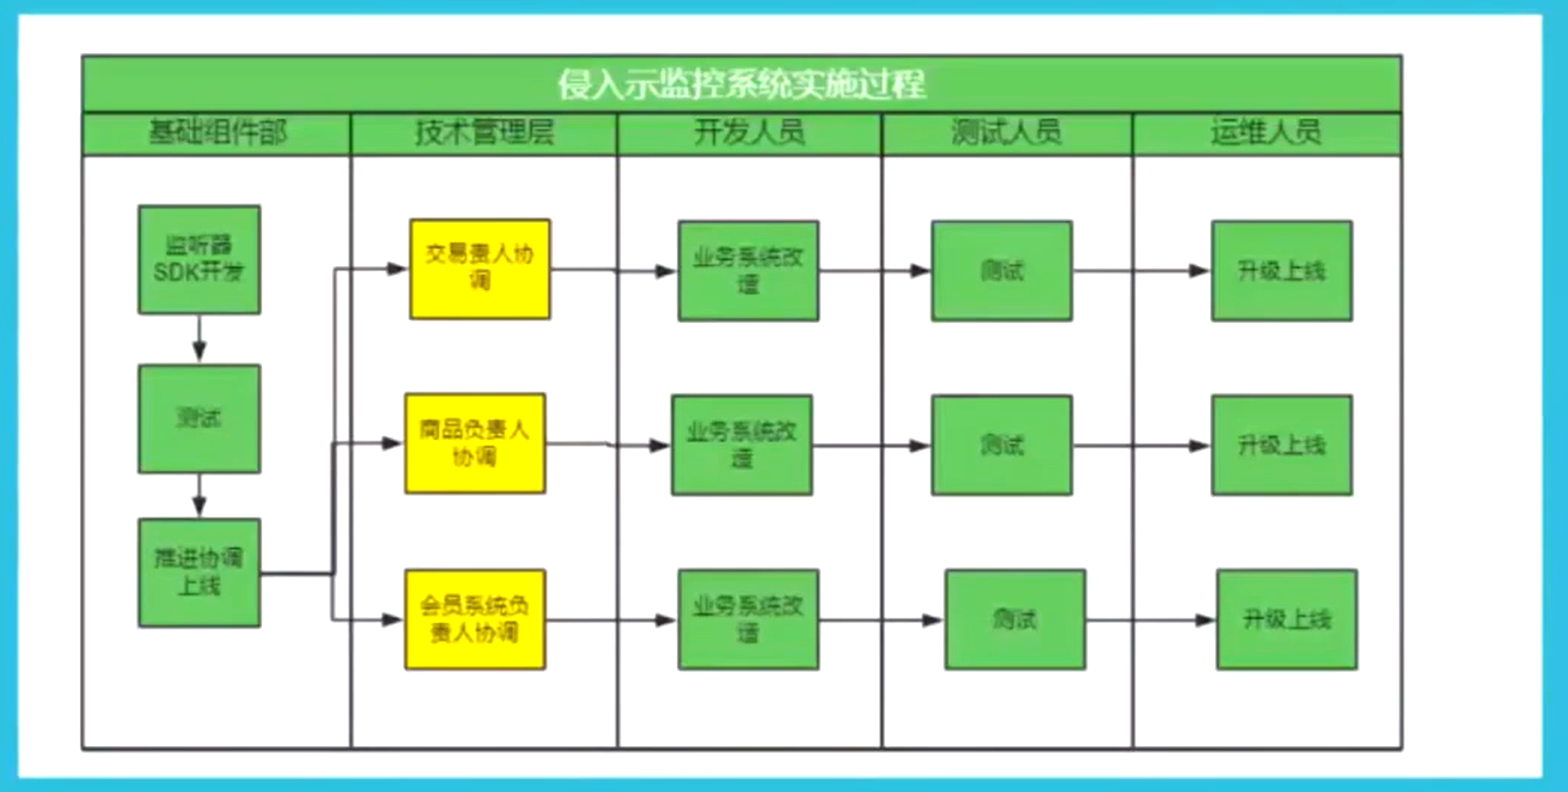 侵入示监控系统实施过程
基础组件部
技术管理层
开发人员
测试人员
运维人员
监听器
SDK开发
测试
推进协调
上线
交易责人协
调
业务系统改
造
测试
升级上线
商品负责人
协调
业务系统改
造
测试
升级上线
会员系统负
责人协调
业务系统改
造
测试
升级上线